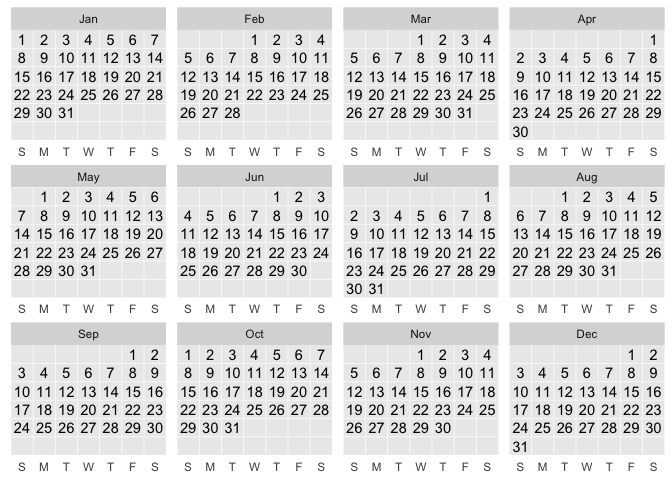 Jan Feb Mar Apr
1 2 3 4 5 6 7 1 2 3 4 1 2 3 4 1
8 9 10 11 12 13 14 5 6 7 8 9 10 11 5 6 7 8 9 10 11 2 3 4 5 6 7 8
15 16 17 18 19 20 21 12 13 14 15 16 17 18 12 13 14 15 16 17 18 9 10 11 12 13 14 15
22 23 24 25 26 27 28 19 20 21 22 23 24 25 19 20 21 22 23 24 25 16 17 18 19 20 21 22
29 30 31 26 27 28 26 27 28 29 30 31 23 24 25 26 27 28 29
30
S M T W T F S S M T W T F S S M T W T F S S M T W T F S
May Jun Jul Aug
1 2 3 4 5 6 1 2 3 1 1 2 3 4 5
7 8 9 10 11 12 13 4 5 6 7 8 9 10 2 3 4 5 6 7 8 6 7 8 9 10 11 12
14 15 16 17 18 19 20 11 12 13 14 15 16 17 9 10 11 12 13 14 15 13 14 15 16 17 18 19
21 22 23 24 25 26 27 18 19 20 21 22 23 24 16 17 18 19 20 21 22 20 21 22 23 24 25 26
28 29 30 31 25 26 27 28 29 30 23 24 25 26 27 28 29 27 28 29 30 31
30 31
S M T W T F S S M T W T F S S M T W T F S S M T W T F S
Sep Oct Nov Dec
1 2 1 2 3 4 5 6 7 1 2 3 4 1 2
3 4 5 6 7 8 9 8 9 10 11 12 13 14 5 6 7 8 9 10 11 3 4 5 6 7 8 9
10 11 12 13 14 15 16 15 16 17 18 19 20 21 12 13 14 15 16 17 18 10 11 12 13 14 15 16
17 18 19 20 21 22 23 22 23 24 25 26 27 28 19 20 21 22 23 24 25 17 18 19 20 21 22 23
24 25 26 27 28 29 30 29 30 31 26 27 28 29 30 24 25 26 27 28 29 30
31
S M T W T F S S M T W T F S S M T W T F S S M T W T F S